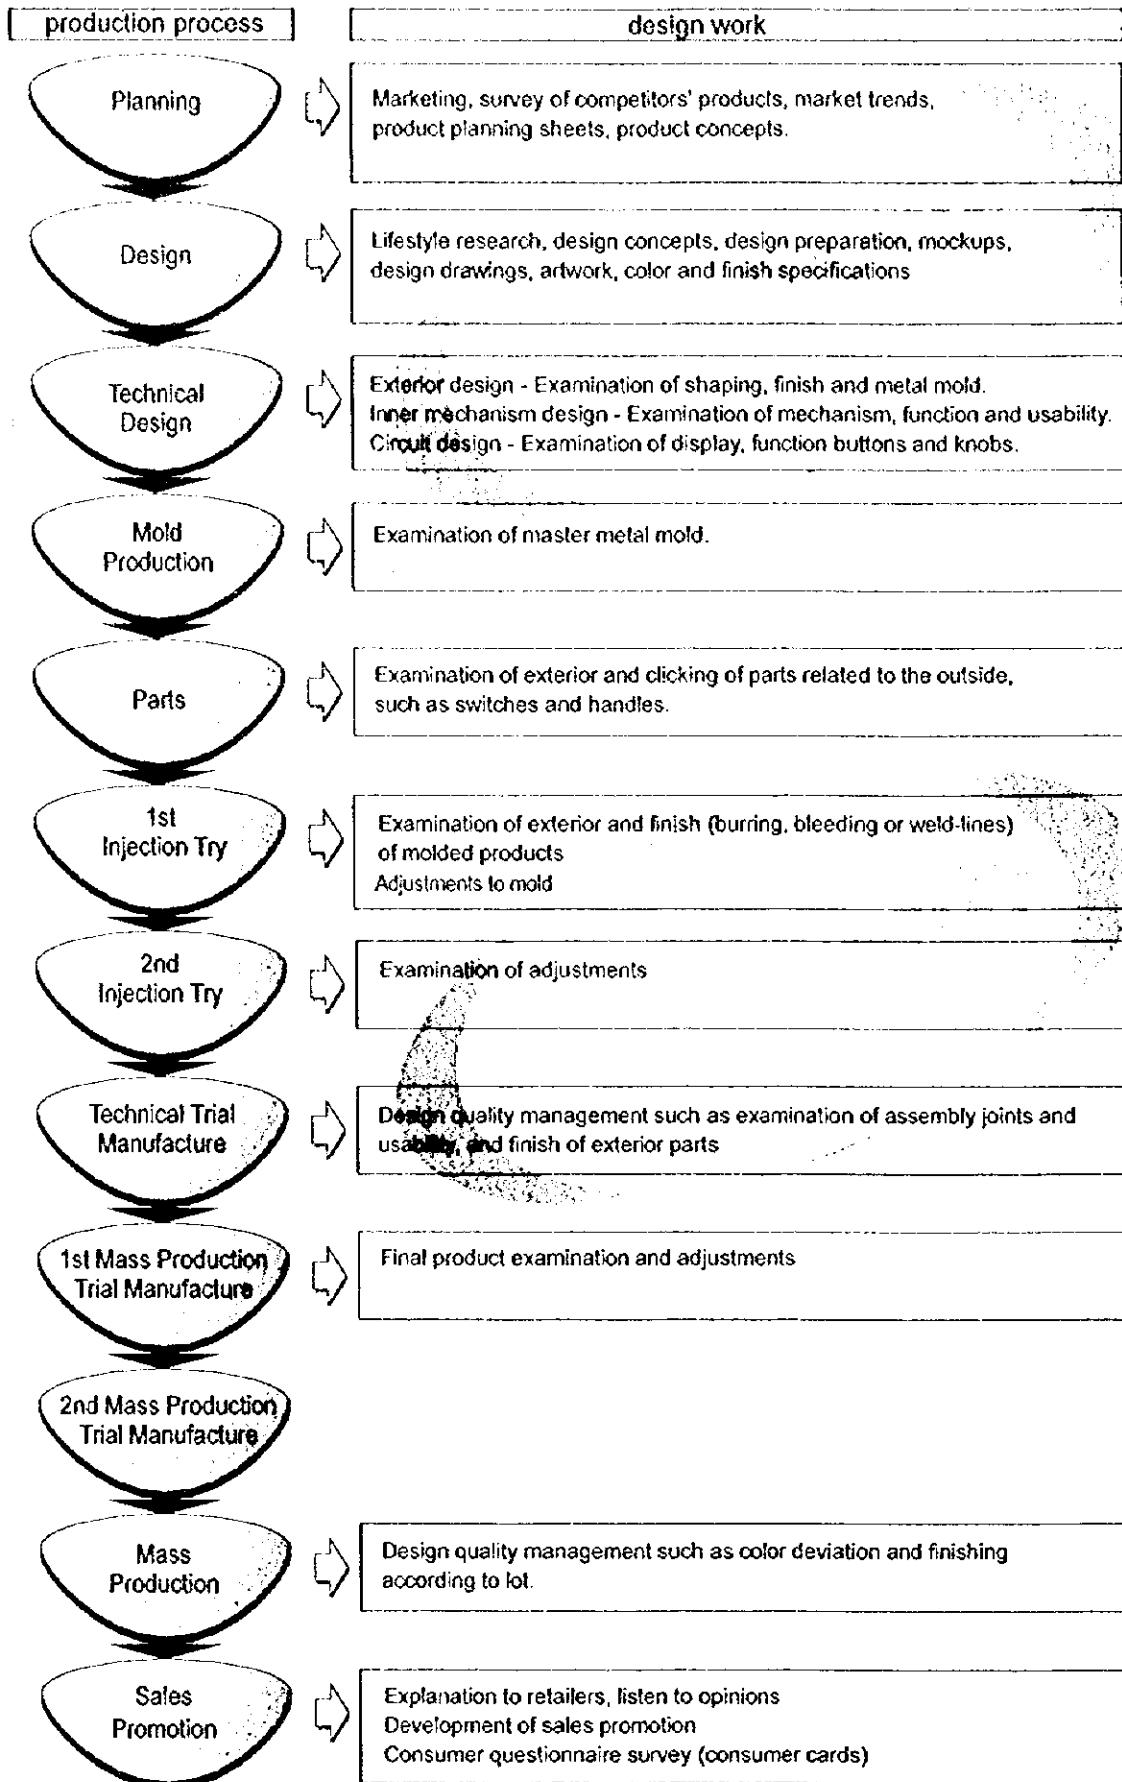 production process
design work
Planning
Marketing, survey of competitors' products, market trends,
product planning sheets, product concepts.
Design
Lifestyle research, design concepts, design preparation, mockups,
design drawings, artwork, color and finish specifications
Technical
Design
Exterior design - Examination of shaping, finish and metal mold.
Inner mechanism design - Examination of mechanism, function and usability.
Circuit design - Examination of display, function buttons and knobs.
Mold
Production
Examination of master metal mold.
Parts
Examination of exterior and clicking of parts related to the outside,
such as switches and handles.
1st
Injection Try
Examination of exterior and finish (burring, bleeding or weld-lines)
of molded products
Adjustments to mold
2nd
Injection Try
Examination of adjustments
Technical Trial
Manufacture
Design quality management such as examination of assembly joints and
usability, and finish of exterior parts
1st Mass Production
Trial Manufacture
Final product examination and adjustments
2nd Mass Production
Trial Manufacture
Mass
Production
Design quality management such as color deviation and finishing
according to lot.
Sales
Promotion
Explanation to retailers, listen to opinions
Development of sales promotion
Consumer questionnaire survey (consumer cards)